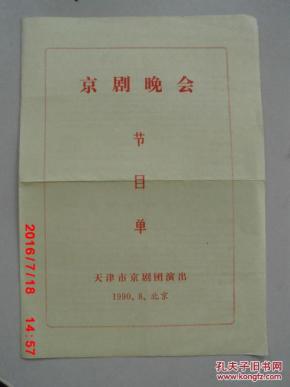 京剧晚会
节
目
单
天津市京剧团演出
1990.8.北京
2016/7/18 14:57
孔夫子旧书网